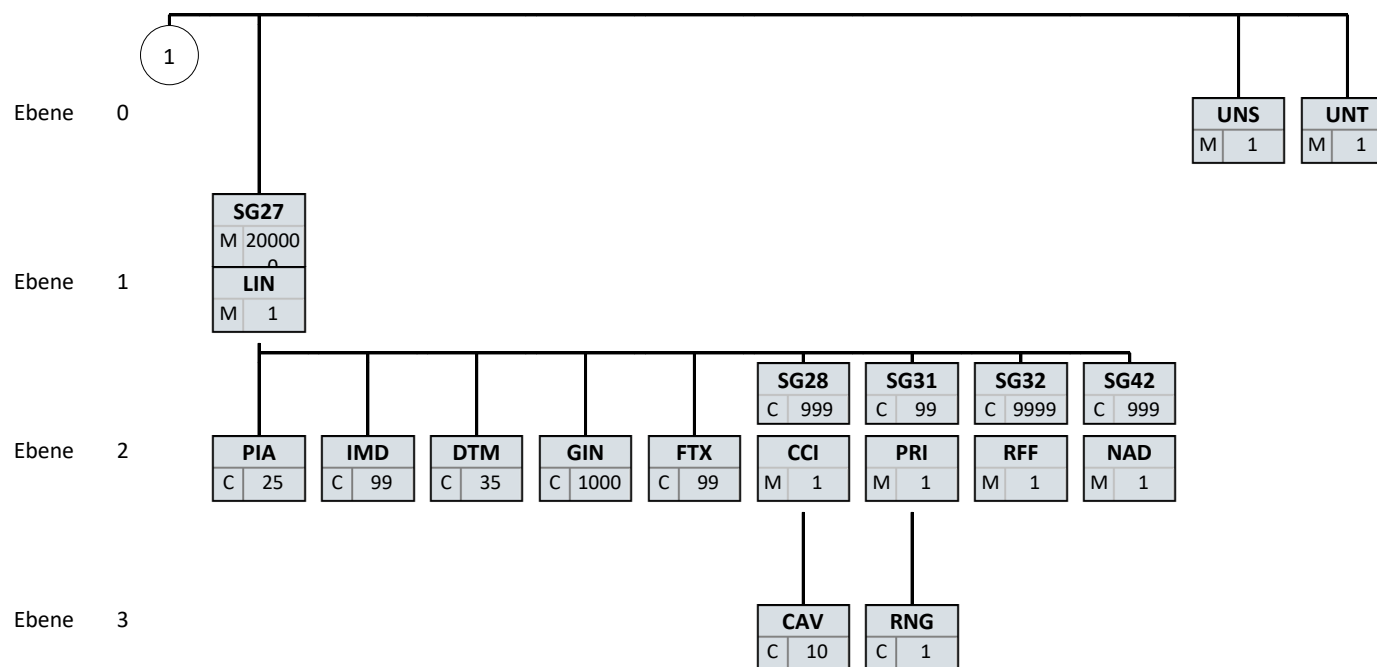 1
Ebene 0
UNS UNT
M 1 M 1
SG27
M 20000
0
Ebene 1
LIN
M 1
SG28 SG31 SG32 SG42
C 999 C 99 C 9999 C 999
Ebene 2
PIA IMD DTM GIN FTX CCI PRI RFF NAD
C 25 C 99 C 35 C 1000 C 99 M 1 M 1 M 1 M 1
Ebene 3
CAV RNG
C 10 C 1